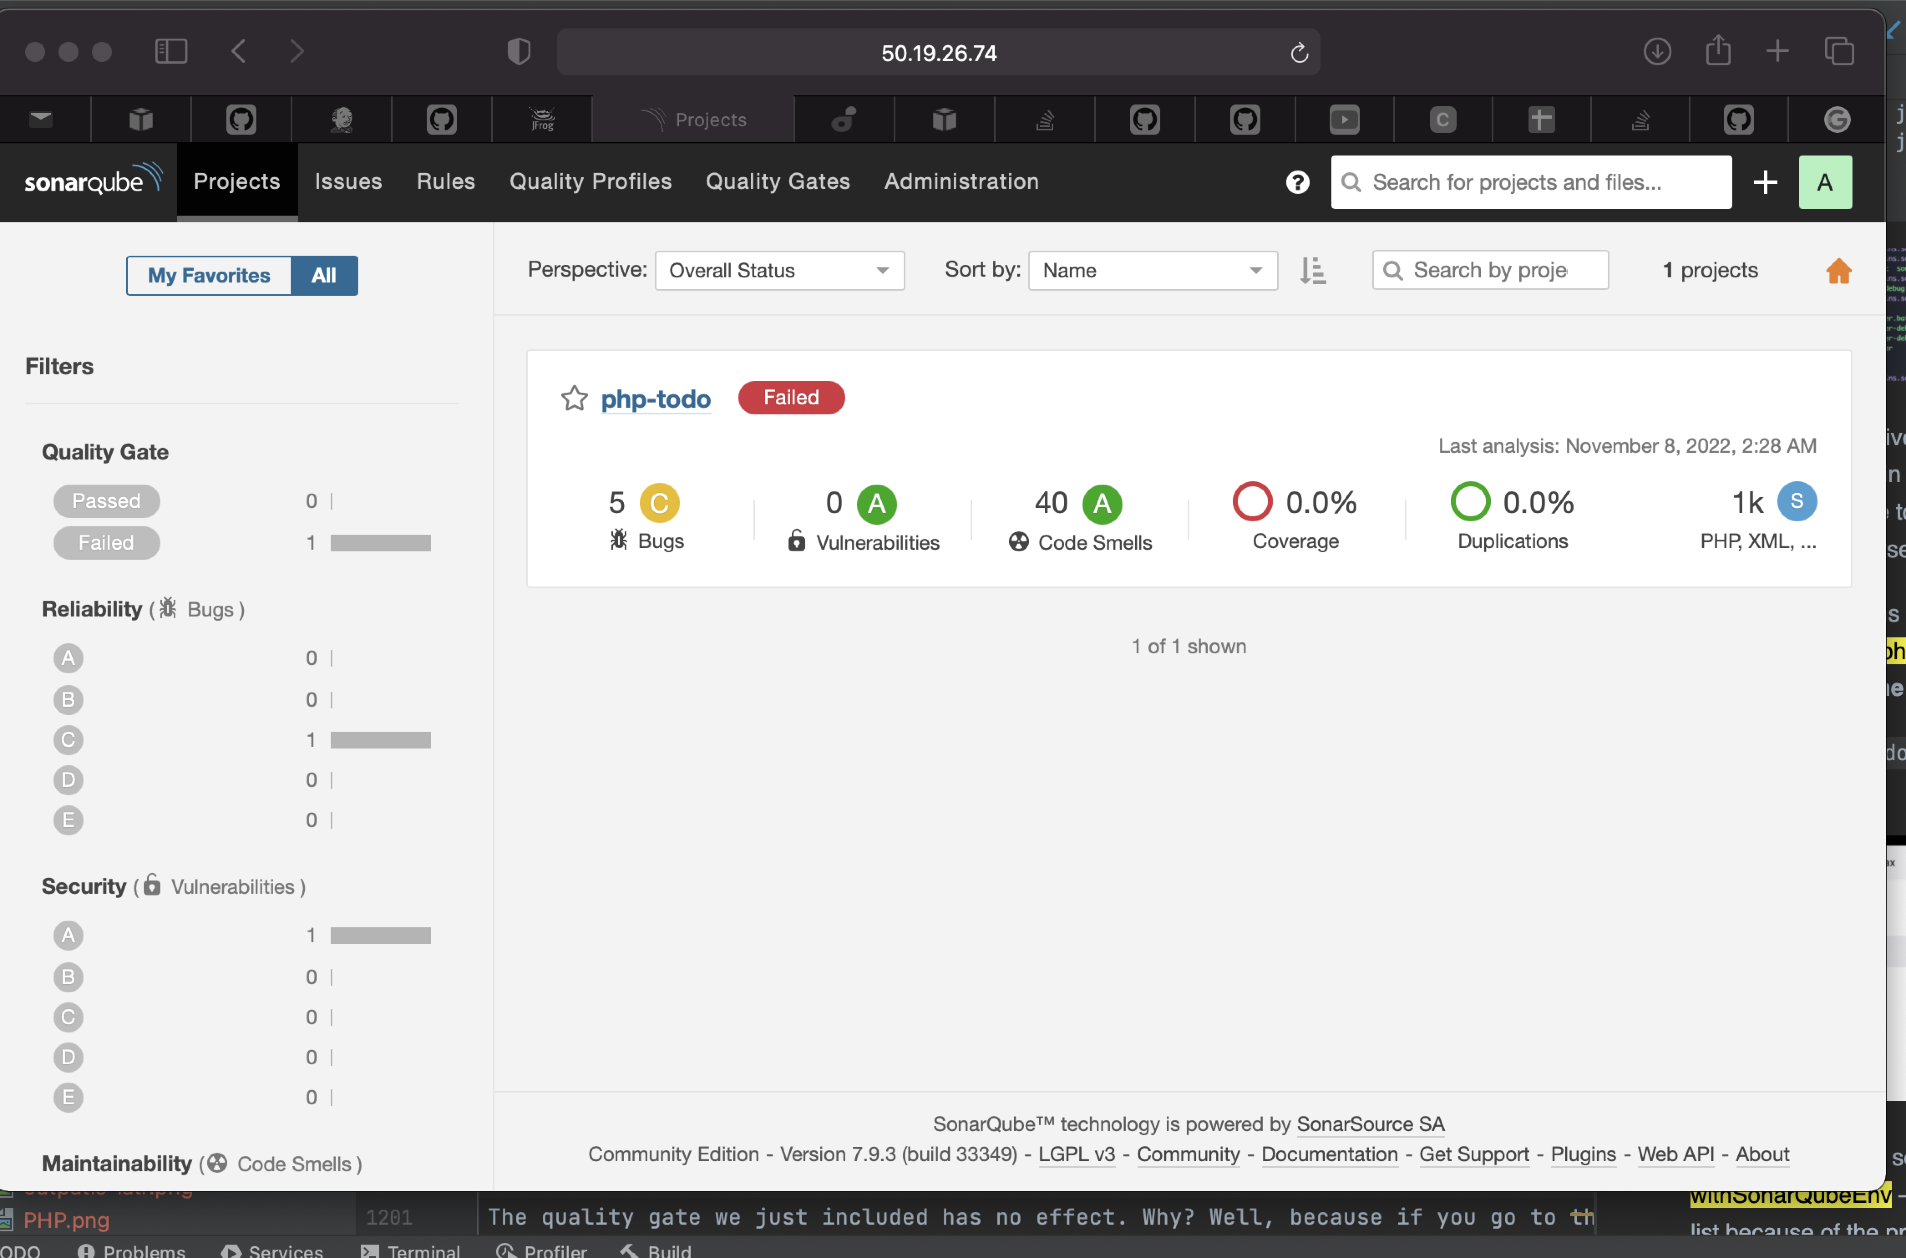 50.19.26.74
JFrog
Projects
C
G
sonarqube
Projects
Issues
Rules
Quality Profiles
Quality Gates
Administration
?
Search for projects and files...
+
A
My Favorites
All
Perspective:
Overall Status
Sort by:
Name
Search by proje
1 projects
Filters
Quality Gate
Passed 0
Failed 1
Reliability ( Bugs )
A 0
B 0
C 1
D 0
E 0
Security ( Vulnerabilities )
A 1
B 0
C 0
D 0
E 0
Maintainability ( Code Smells )
php-todo
Failed
Last analysis: November 8, 2022, 2:28 AM
5 C
Bugs
0 A
Vulnerabilities
40 A
Code Smells
0.0%
Coverage
0.0%
Duplications
1k S
PHP, XML, ...
1 of 1 shown
SonarQube™ technology is powered by SonarSource SA
Community Edition - Version 7.9.3 (build 33349) - LGPL v3 - Community - Documentation - Get Support - Plugins - Web API - About
withSonarQubeEnv
PHP.png
1201
The quality gate we just included has no effect. Why? Well, because if you go to th
list because of the pr
ODO
Problems
Services
Terminal
Profiler
Build